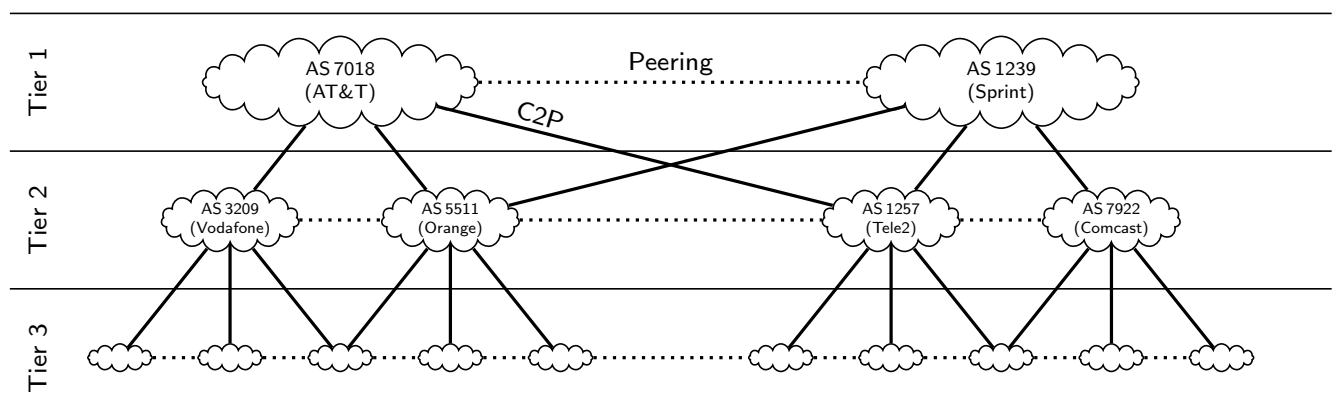 Tier 1
AS 7018
(AT&T)
Peering
AS 1239
(Sprint)
C2P
Tier 2
AS 3209
(Vodafone)
AS 5511
(Orange)
AS 1257
(Tele2)
AS 7922
(Comcast)
Tier 3